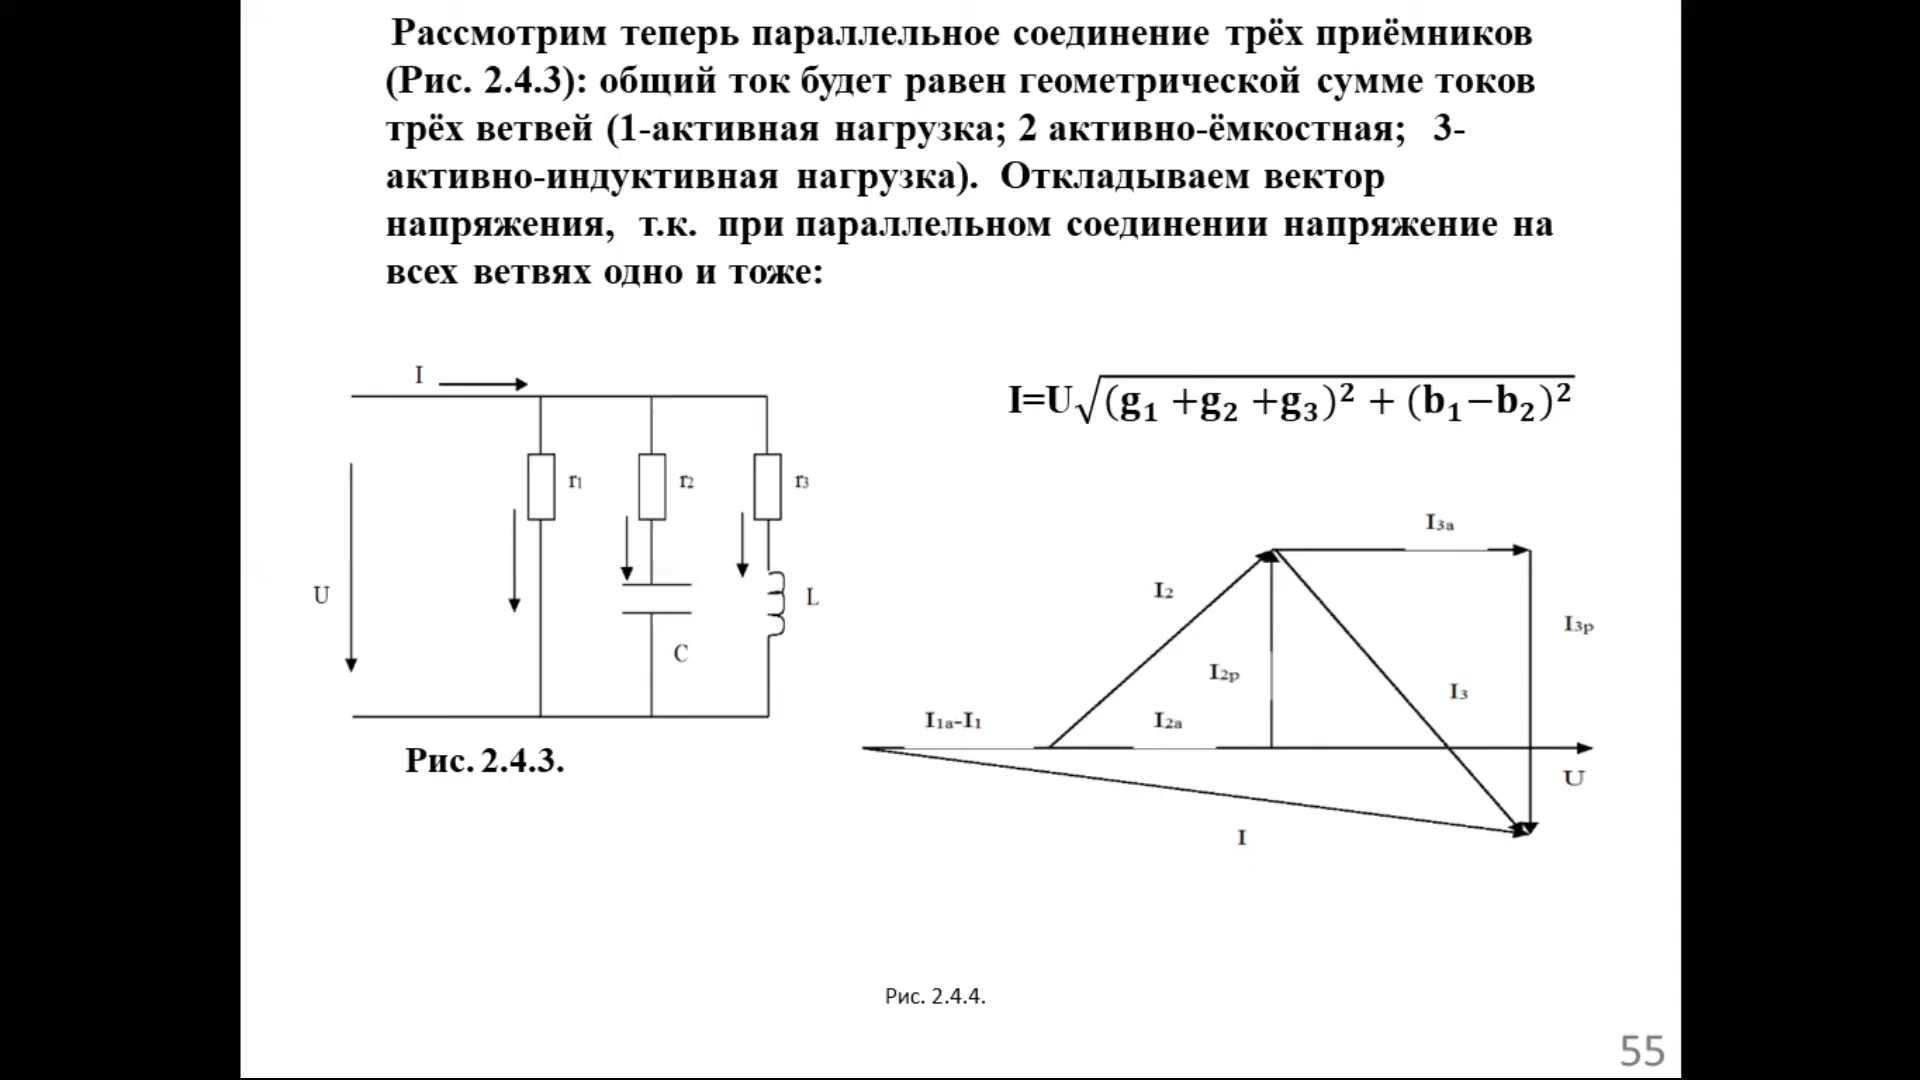 Рассмотрим теперь параллельное соединение трёх приёмников
(Рис. 2.4.3): общий ток будет равен геометрической сумме токов
трёх ветвей (1-активная нагрузка; 2 активно-ёмкостная; 3-
активно-индуктивная нагрузка). Откладываем вектор
напряжения, т.к. при параллельном соединении напряжение на
всех ветвях одно и тоже:
I
I=U√(g₁ +g₂ +g₃)² + (b₁−b₂)²
r₁
r₂
r₃
U
L
C
Рис. 2.4.3.
I₃ₐ
I₂
I₃ₚ
I₂ₚ
I₃
I₁ₐ-I₁
I₂ₐ
U
I
Рис. 2.4.4.
55